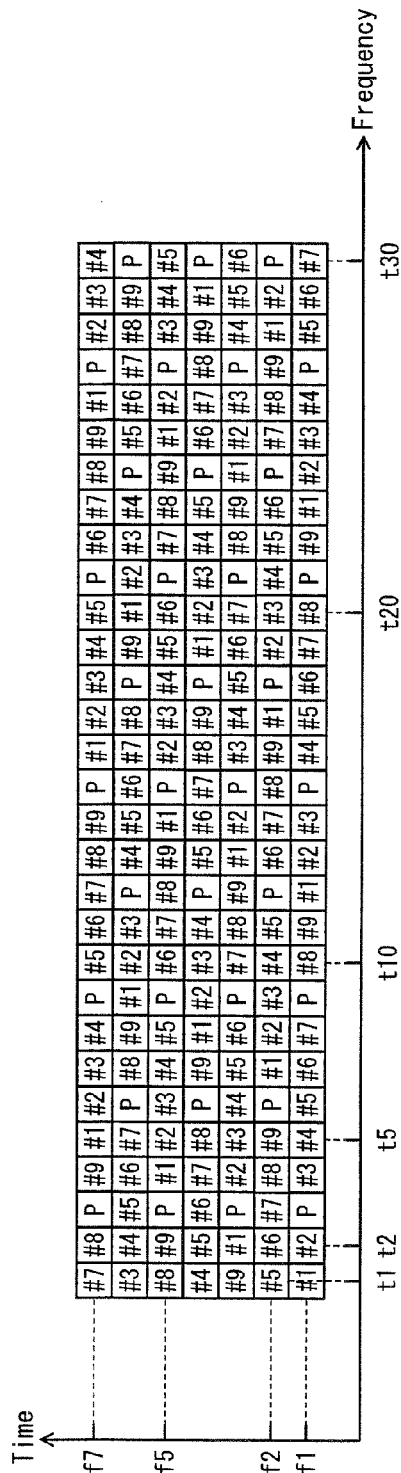 Time
f7 #7 #8 P #9 #1 #2 #3 #4 P #5 #6 #7 #8 #9 P #1 #2 #3 #4 #5 P #6 #7 #8 #9 #1 P #2 #3 #4
#3 #4 #5 #6 #7 P #8 #9 #1 #2 #3 P #4 #5 #6 #7 #8 P #9 #1 #2 #3 #4 P #5 #6 #7 #8 #9 P
f5 #8 #9 P #1 #2 #3 #4 #5 P #6 #7 #8 #9 #1 P #2 #3 #4 #5 #6 P #7 #8 #9 #1 #2 P #3 #4 #5
#4 #5 #6 #7 #8 P #9 #1 #2 #3 #4 P #5 #6 #7 #8 #9 P #1 #2 #3 #4 #5 P #6 #7 #8 #9 #1 P
#9 #1 P #2 #3 #4 #5 #6 P #7 #8 #9 #1 #2 P #3 #4 #5 #6 #7 P #8 #9 #1 #2 #3 P #4 #5 #6
f2 #5 #6 #7 #8 #9 P #1 #2 #3 #4 #5 P #6 #7 #8 #9 #1 P #2 #3 #4 #5 #6 P #7 #8 #9 #1 #2 P
f1 #1 #2 P #3 #4 #5 #6 #7 P #8 #9 #1 #2 #3 P #4 #5 #6 #7 #8 P #9 #1 #2 #3 #4 P #5 #6 #7
Frequency
t1 t2 t5 t10 t20 t30